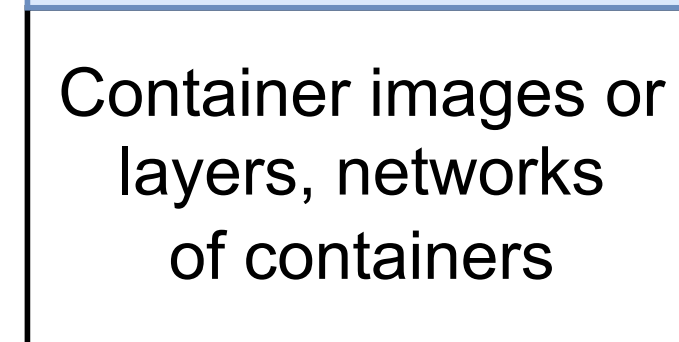 Container images or
layers, networks
of containers